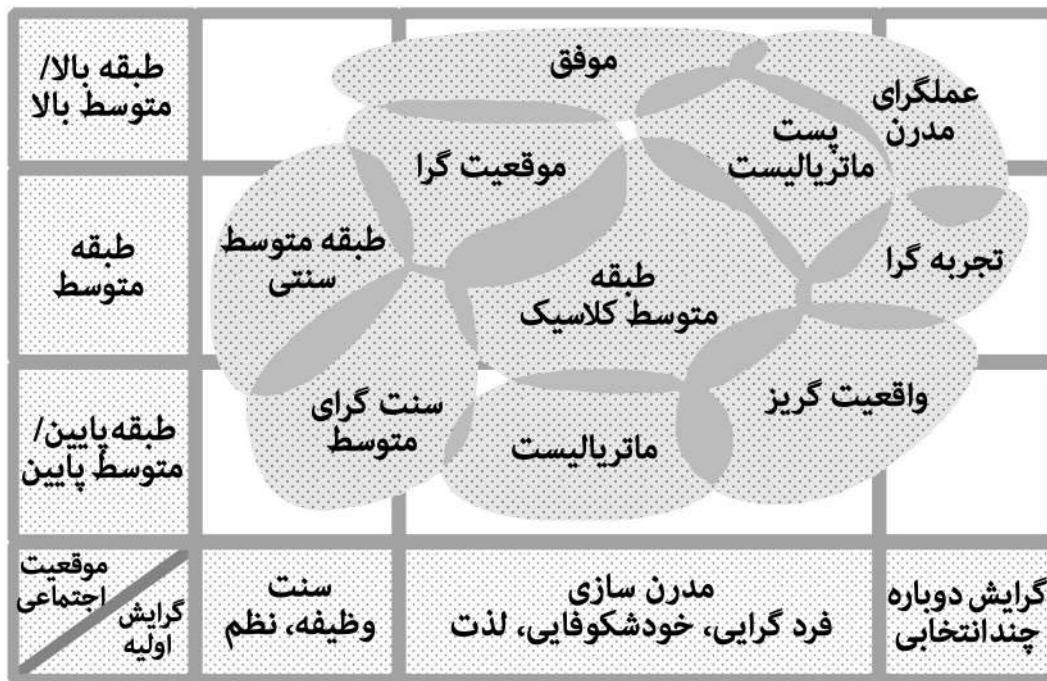 طبقه بالا/
متوسط بالا
موفق
عملگرای
مدرن
پست
ماتریالیست
موقعیت گرا
طبقه
متوسط
طبقه متوسط
سنتی
طبقه
متوسط کلاسیک
تجربه گرا
طبقه پایین/
متوسط پایین
سنت گرای
متوسط
ماتریالیست
واقعیت گریز
موقعیت
اجتماعی
گرایش
اولیه
سنت
وظیفه، نظم
مدرن سازی
فرد گرایی، خودشکوفایی، لذت
گرایش دوباره
چندانتخابی